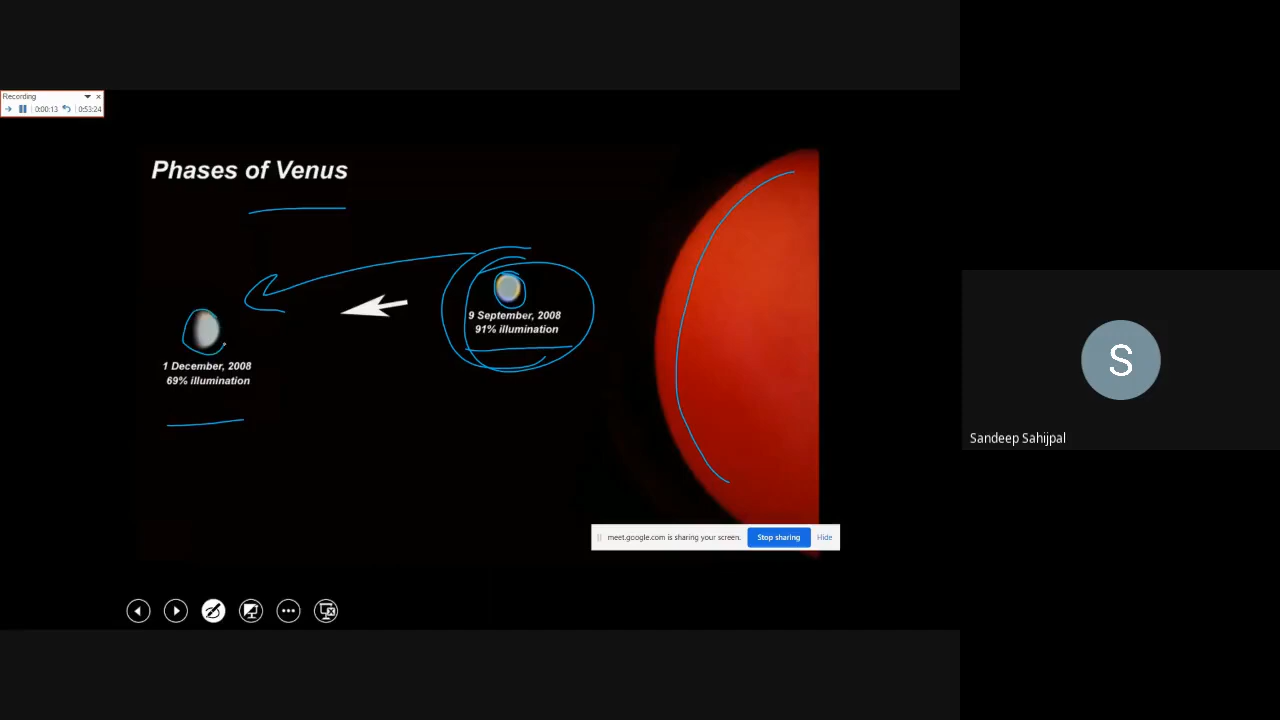 Recording
0:00:13 0:53:24
Phases of Venus
9 September, 2008
91% illumination
1 December, 2008
69% illumination
S
Sandeep Sahijpal
meet.google.com is sharing your screen. Stop sharing Hide